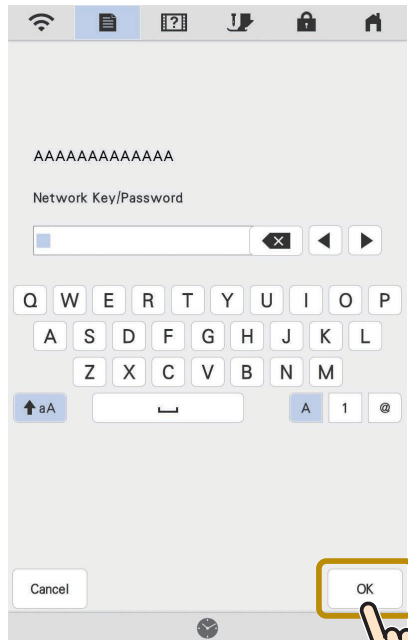 AAAAAAAAAAAAA
Network Key/Password
Q W E R T Y U I O P
A S D F G H J K L
Z X C V B N M
aA A 1 @
Cancel OK